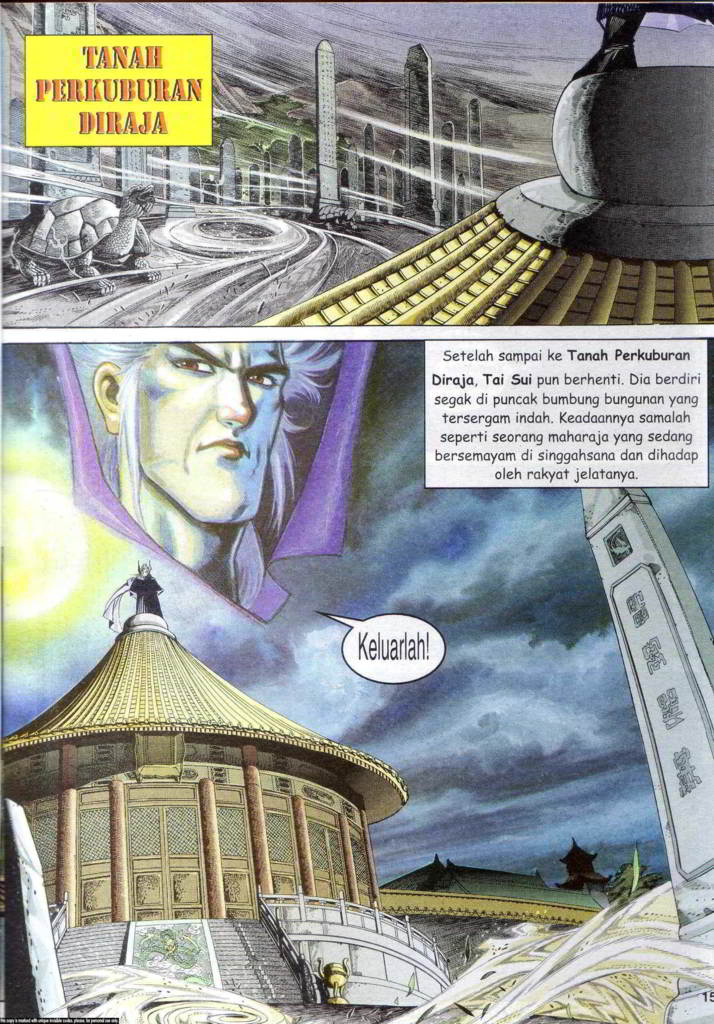 TANAH
PERKUBURAN
DIRAJA
Setelah sampai ke Tanah Perkuburan
Diraja, Tai Sui pun berhenti. Dia berdiri
segak di puncak bumbung bungunan yang
tersergam indah. Keadaannya samalah
seperti seorang maharaja yang sedang
bersemayam di singgahsana dan dihadap
oleh rakyat jelatanya.
Keluarlah!
15